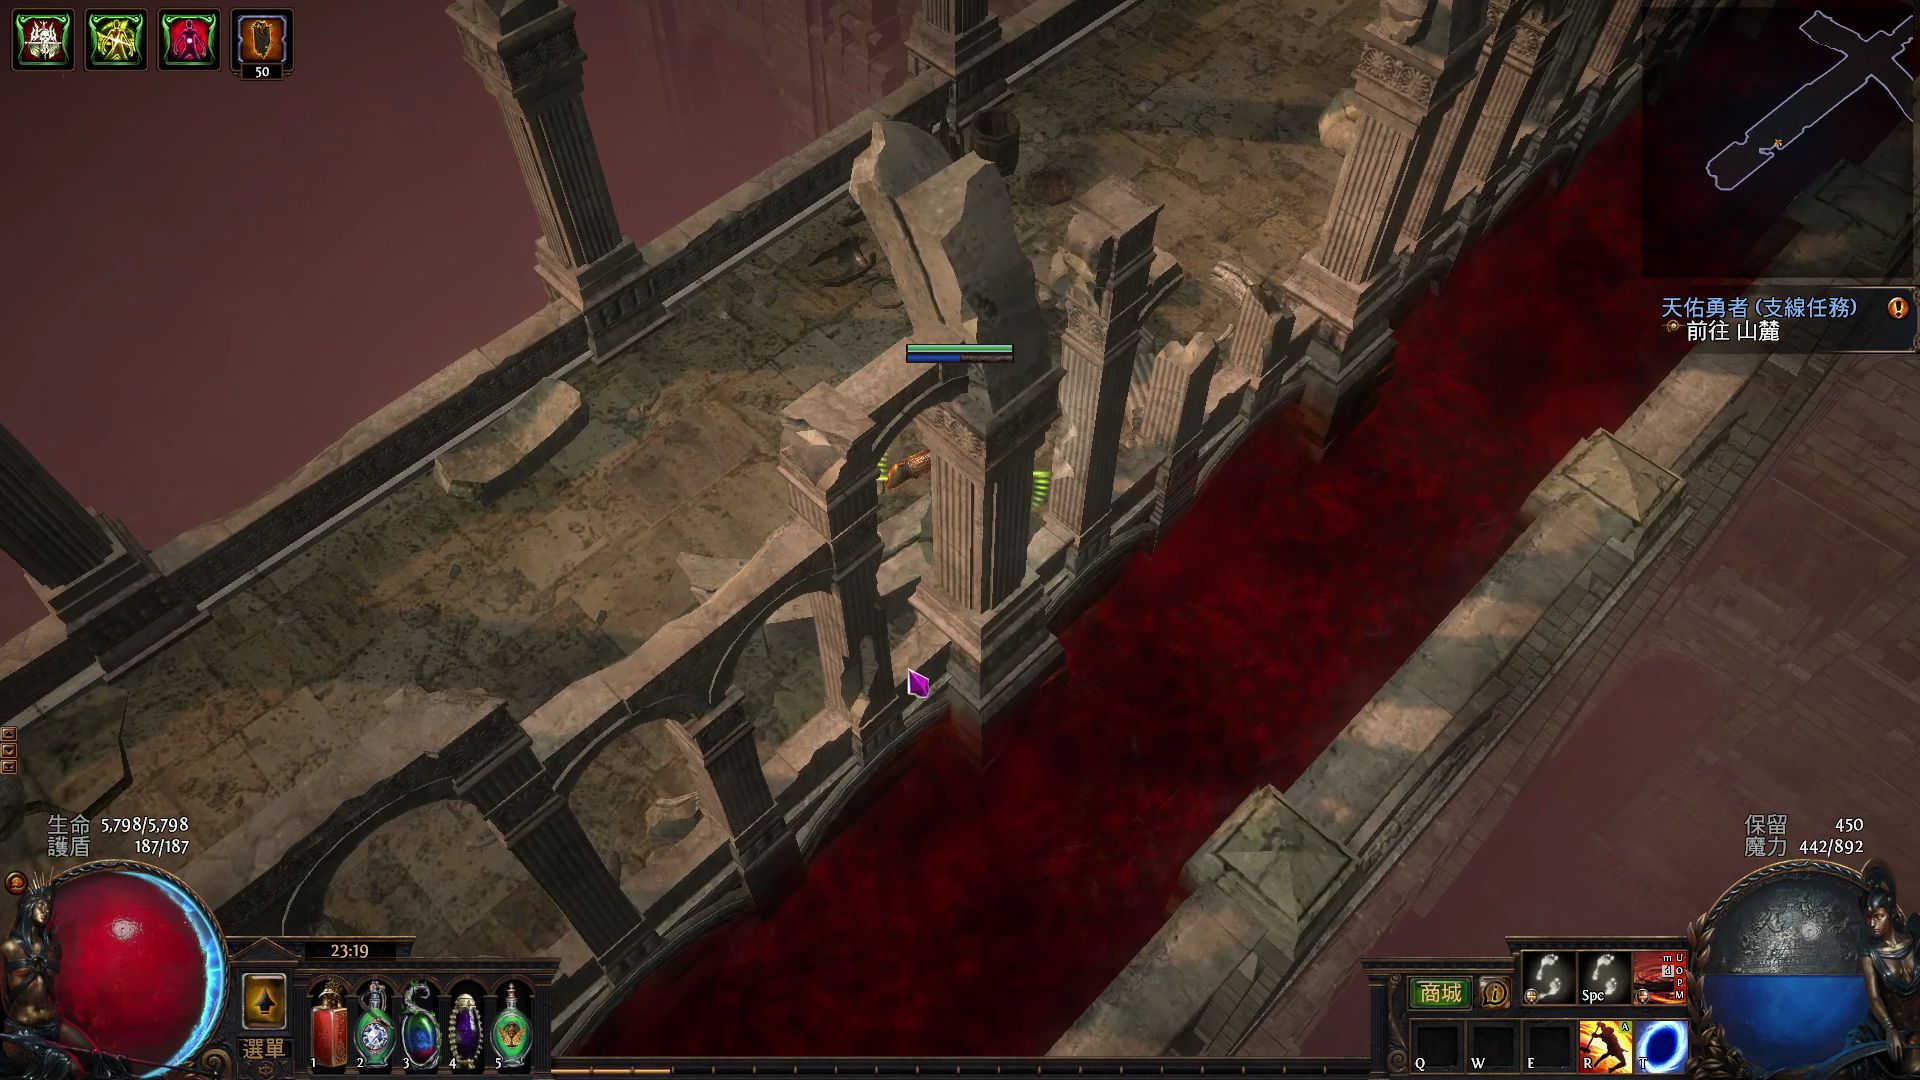 50
天佑勇者 (支線任務)
前往 山麓
生命 5,798/5,798
護盾 187/187
保留 450
魔力 442/892
23:19
選單
1
2
3
4
5
商城
Spc
m U
d O
P
M
Q
W
E
R
A
T